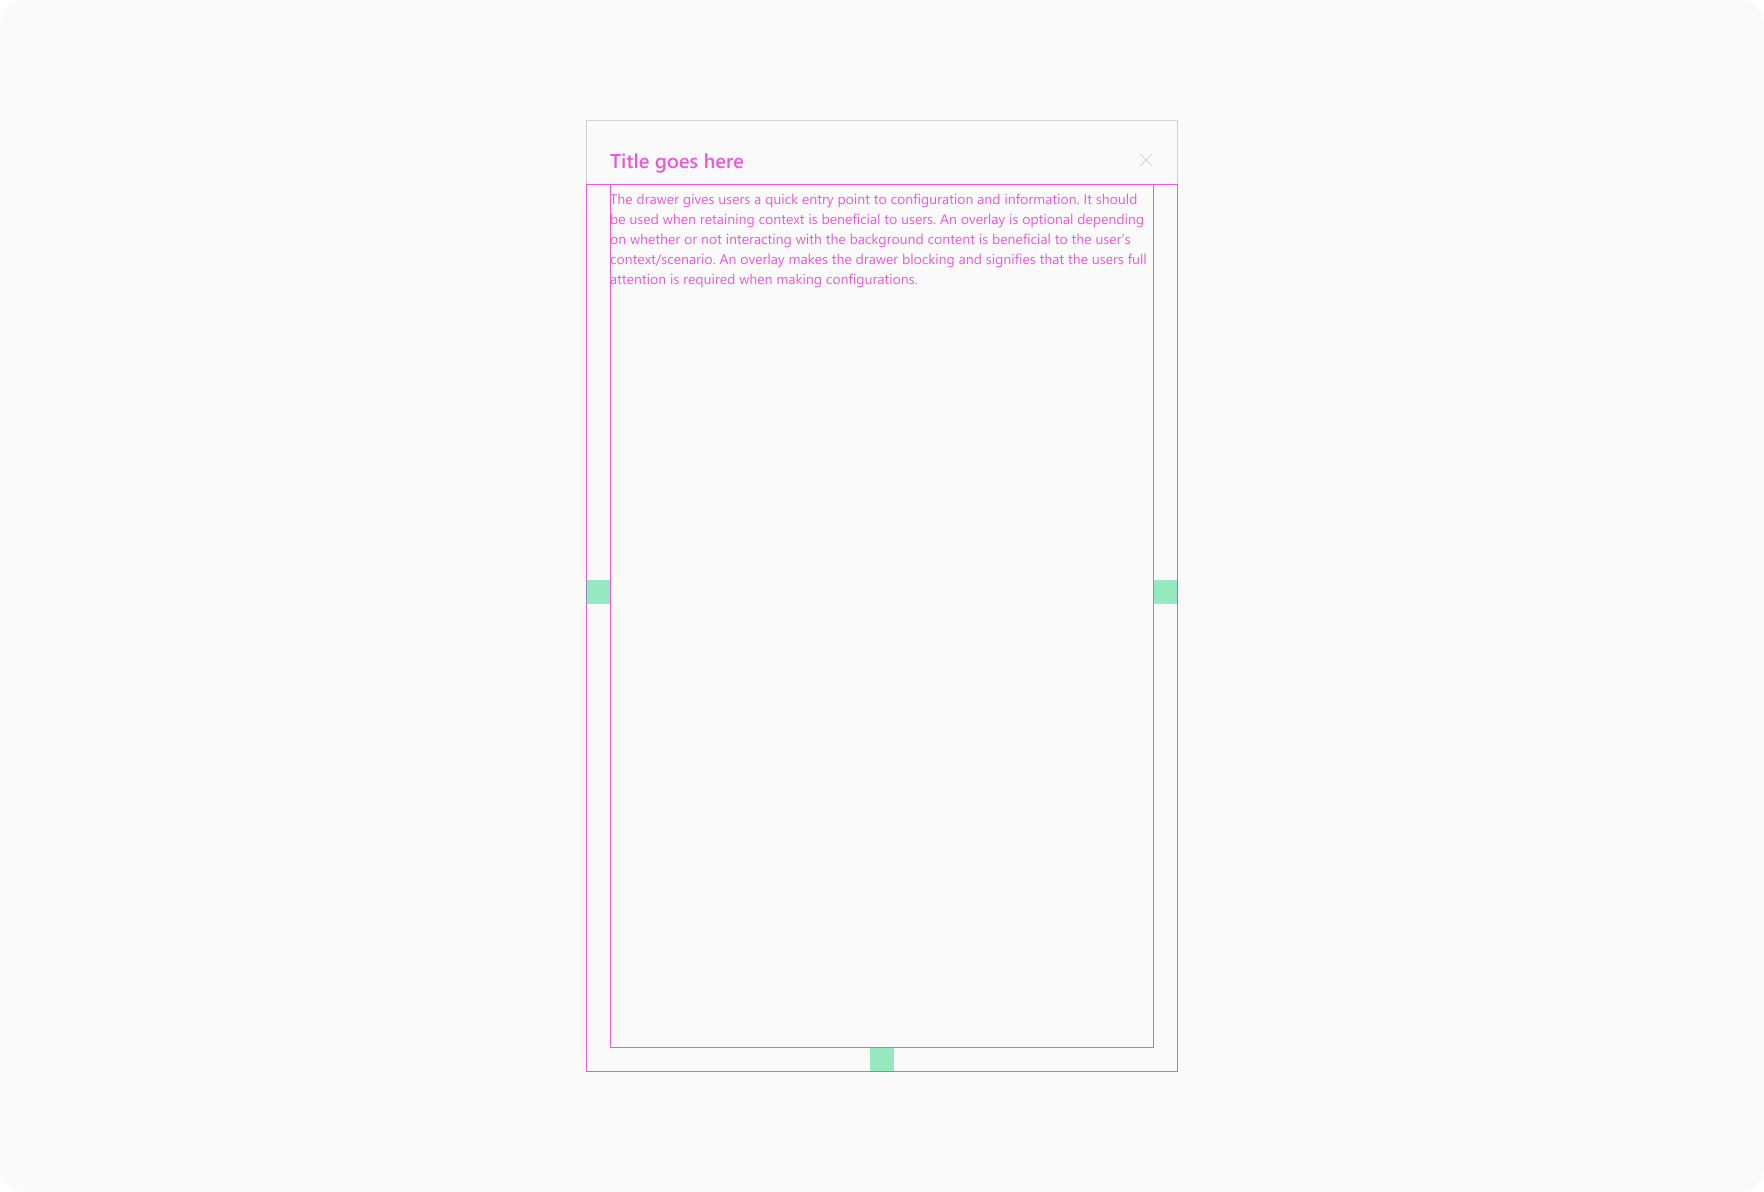 Title goes here
The drawer gives users a quick entry point to configuration and information. It should
be used when retaining context is beneficial to users. An overlay is optional depending
on whether or not interacting with the background content is beneficial to the user’s
context/scenario. An overlay makes the drawer blocking and signifies that the users full
attention is required when making configurations.